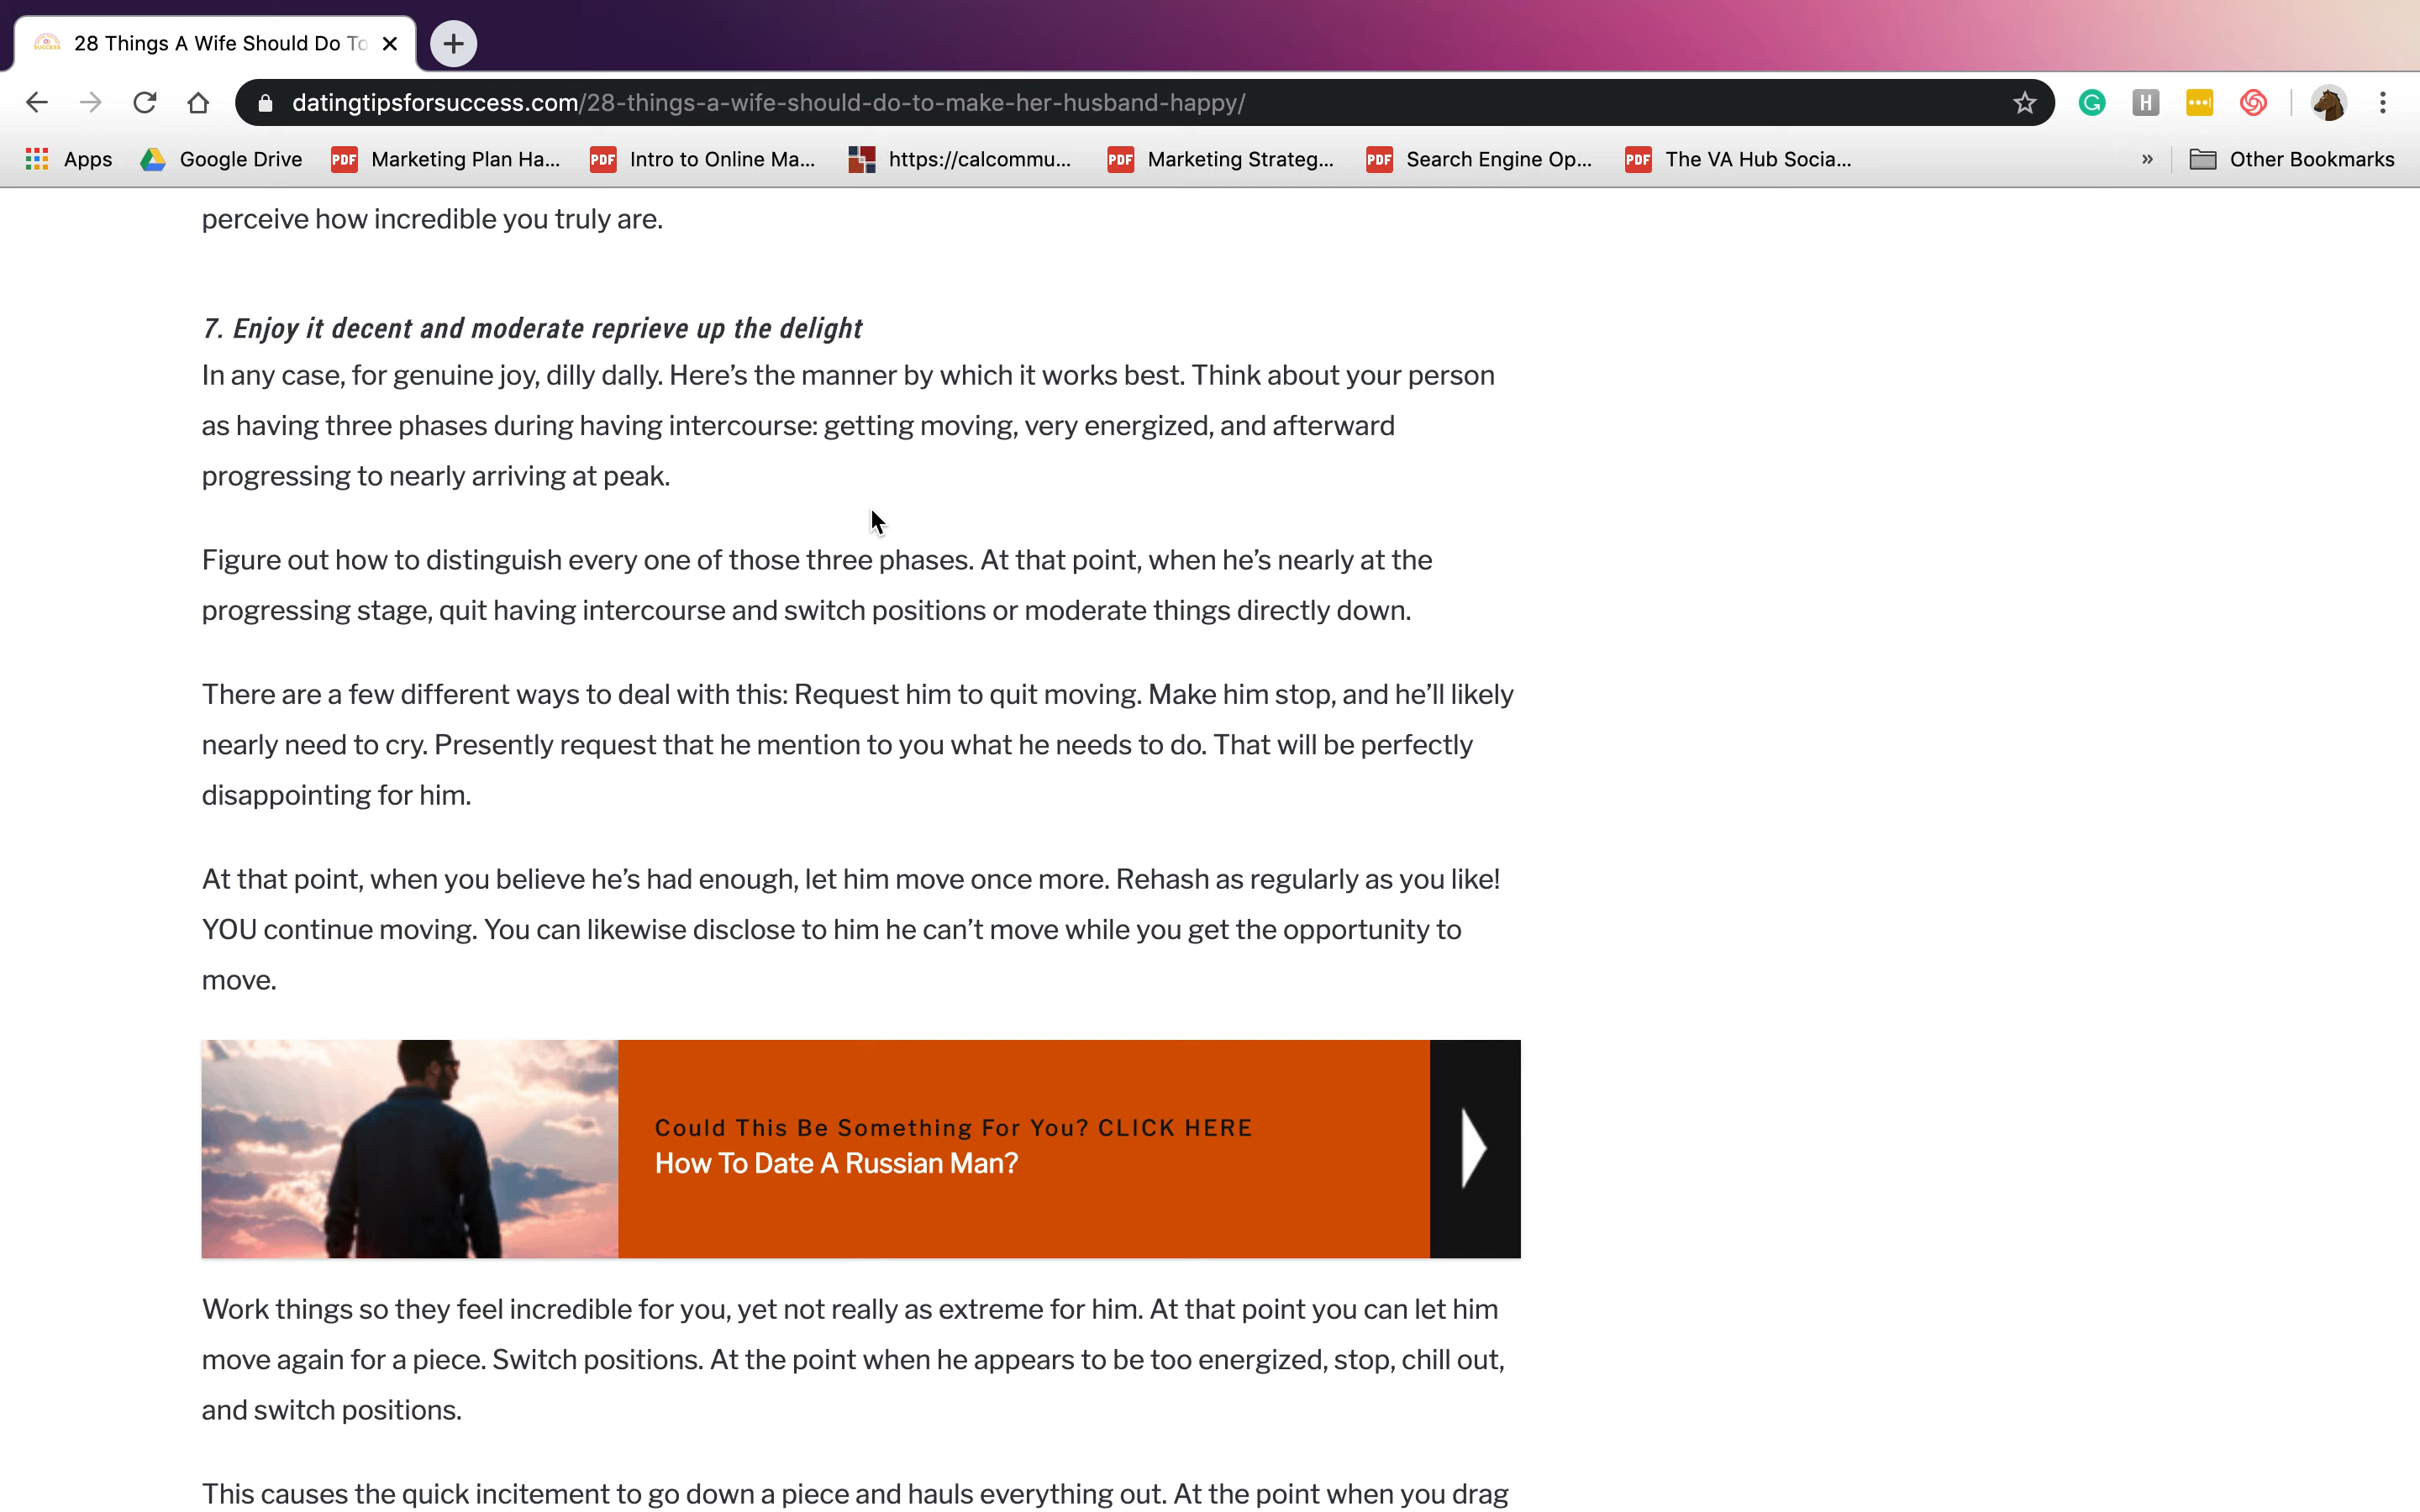 28 Things A Wife Should Do To
datingtipsforsuccess.com/28-things-a-wife-should-do-to-make-her-husband-happy/
Apps
Google Drive
PDF Marketing Plan Ha...
PDF Intro to Online Ma...
https://calcommu...
PDF Marketing Strateg...
PDF Search Engine Op...
PDF The VA Hub Socia...
»
Other Bookmarks
perceive how incredible you truly are.
7. Enjoy it decent and moderate reprieve up the delight
In any case, for genuine joy, dilly dally. Here’s the manner by which it works best. Think about your person
as having three phases during having intercourse: getting moving, very energized, and afterward
progressing to nearly arriving at peak.
Figure out how to distinguish every one of those three phases. At that point, when he’s nearly at the
progressing stage, quit having intercourse and switch positions or moderate things directly down.
There are a few different ways to deal with this: Request him to quit moving. Make him stop, and he’ll likely
nearly need to cry. Presently request that he mention to you what he needs to do. That will be perfectly
disappointing for him.
At that point, when you believe he’s had enough, let him move once more. Rehash as regularly as you like!
YOU continue moving. You can likewise disclose to him he can’t move while you get the opportunity to
move.
Could This Be Something For You? CLICK HERE
How To Date A Russian Man?
Work things so they feel incredible for you, yet not really as extreme for him. At that point you can let him
move again for a piece. Switch positions. At the point when he appears to be too energized, stop, chill out,
and switch positions.
This causes the quick incitement to go down a piece and hauls everything out. At the point when you drag